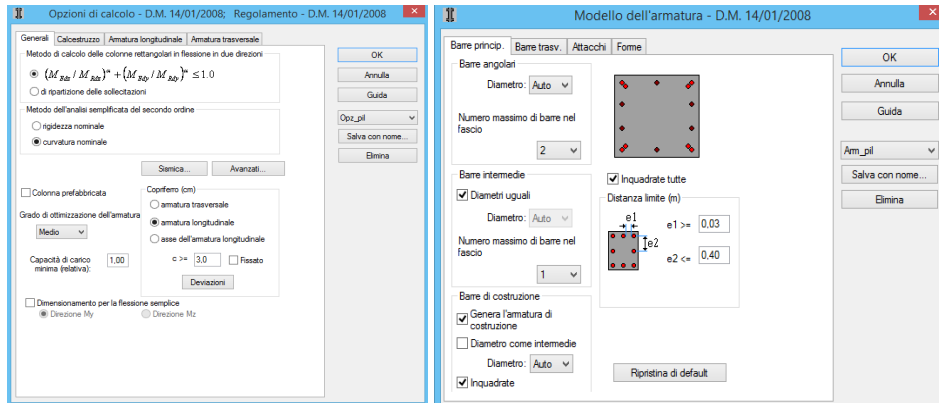 Opzioni di calcolo - D.M. 14/01/2008; Regolamento - D.M. 14/01/2008
Generali Calcestruzzo Armatura longitudinale Armatura trasversale
Metodo di calcolo delle colonne rettangolari in flessione in due direzioni
(M Edz / M Rdz)^α + (M Edy / M Rdy)^α ≤ 1.0
di ripartizione delle sollecitazioni
Metodo dell'analisi semplificata del secondo ordine
rigidezza nominale
curvatura nominale
Sismica... Avanzati...
Colonna prefabbricata
Grado di ottimizzazione dell'armatura
Medio
Capacità di carico
minima (relativa):
1,00
Copriferro (cm)
armatura trasversale
armatura longitudinale
asse dell'armatura longitudinale
c >= 3,0 Fissato
Deviazioni
Dimensionamento per la flessione semplice
Direzione My Direzione Mz
OK
Annulla
Guida
Opz_pil
Salva con nome...
Elimina
Modello dell'armatura - D.M. 14/01/2008
Barre princip. Barre trasv. Attacchi Forme
Barre angolari
Diametro: Auto
Numero massimo di barre nel
fascio
2
Barre intermedie
Diametri uguali
Diametro: Auto
Numero massimo di barre nel
fascio
1
Barre di costruzione
Genera l'armatura di
costruzione
Diametro come intermedie
Diametro: Auto
Inquadrate
Inquadrate tutte
Distanza limite (m)
e1
e2
e1 >= 0,03
e2 <= 0,40
Ripristina di default
OK
Annulla
Guida
Arm_pil
Salva con nome...
Elimina